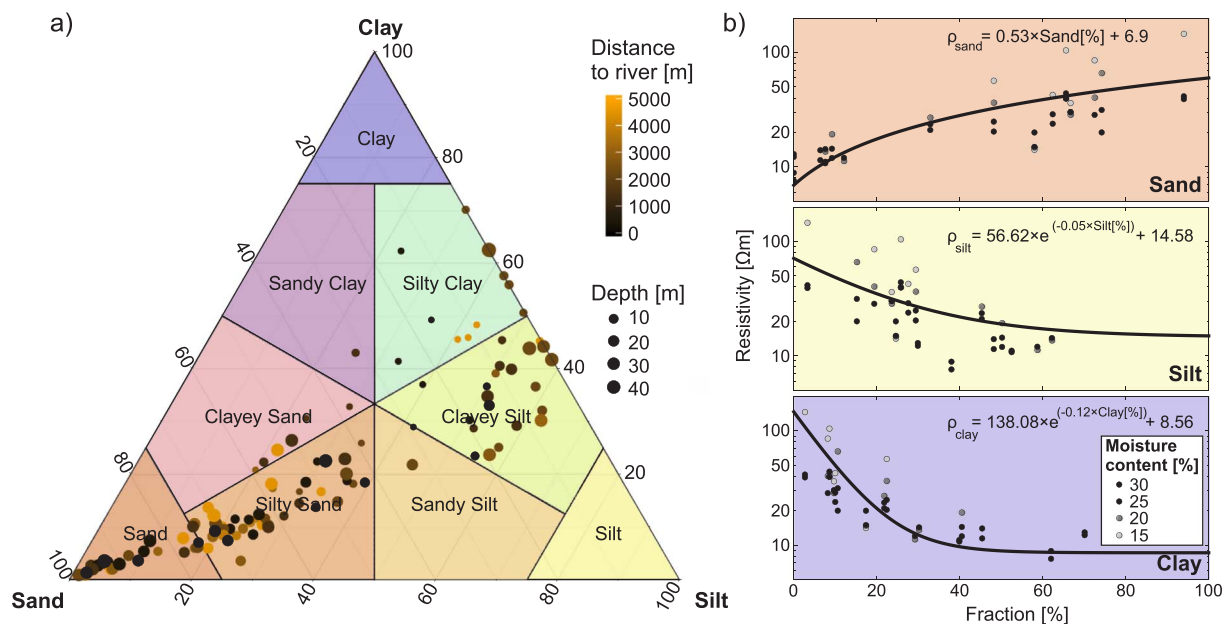 a)
Clay
100
Distance
to river [m]
5000
4000
3000
2000
1000
0
Depth [m]
10
20
30
40
Clay
20
80
Sandy Clay
Silty Clay
40
60
60
40
Clayey Sand
Clayey Silt
80
20
Sand
Silty Sand
Sandy Silt
Silt
100
20
40
60
80
100
Sand
Silt
b)
ρsand= 0.53×Sand[%] + 6.9
100
50
20
10
Sand
ρsilt= 56.62×e(-0.05×Silt[%])+ 14.58
100
50
20
10
Silt
Resistivity [Ωm]
ρclay= 138.08×e(-0.12×Clay[%])+ 8.56
100
50
20
10
Moisture
content [%]
30
25
20
15
Clay
0
20
40
60
80
100
Fraction [%]